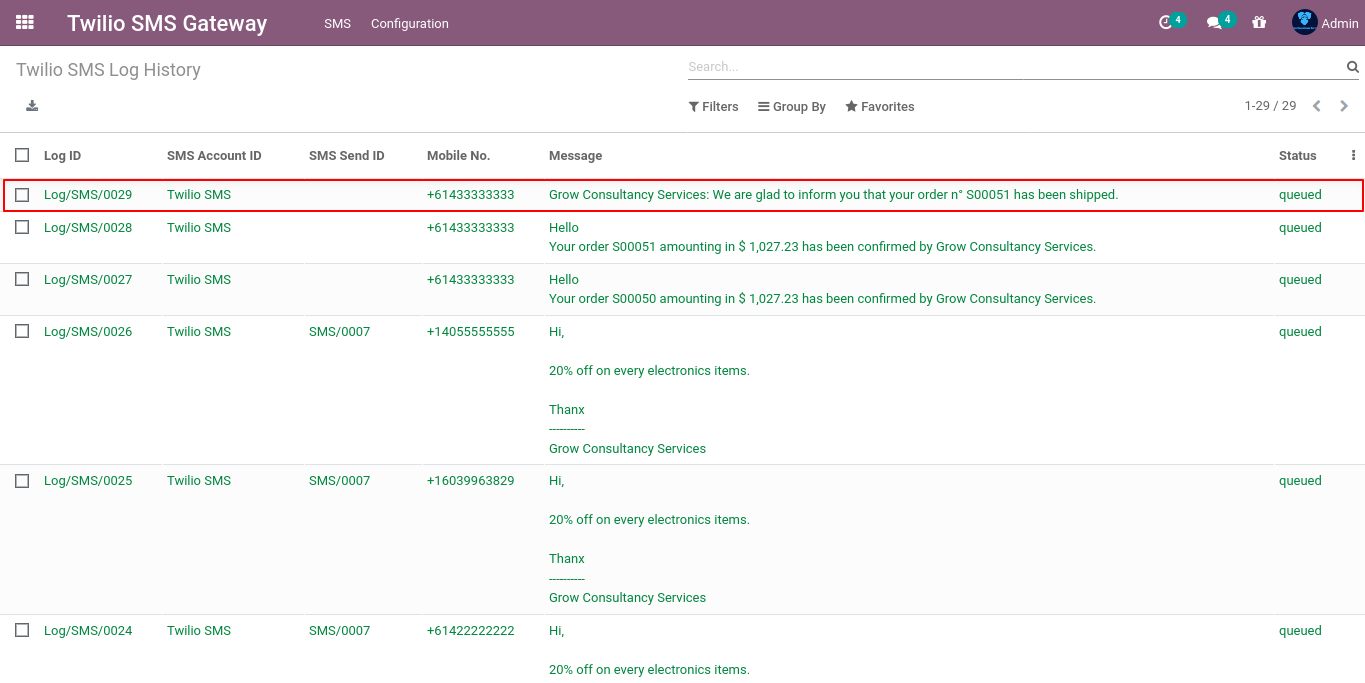 Twilio SMS Gateway SMS Configuration 4 4 Admin
Twilio SMS Log History Search...
Filters Group By Favorites 1-29 / 29
Log ID SMS Account ID SMS Send ID Mobile No. Message Status
Log/SMS/0029 Twilio SMS +61433333333 Grow Consultancy Services: We are glad to inform you that your order n° S00051 has been shipped. queued
Log/SMS/0028 Twilio SMS +61433333333 Hello queued
Your order S00051 amounting in $ 1,027.23 has been confirmed by Grow Consultancy Services.
Log/SMS/0027 Twilio SMS +61433333333 Hello queued
Your order S00050 amounting in $ 1,027.23 has been confirmed by Grow Consultancy Services.
Log/SMS/0026 Twilio SMS SMS/0007 +14055555555 Hi, queued
20% off on every electronics items.
Thanx
----------
Grow Consultancy Services
Log/SMS/0025 Twilio SMS SMS/0007 +16039963829 Hi, queued
20% off on every electronics items.
Thanx
----------
Grow Consultancy Services
Log/SMS/0024 Twilio SMS SMS/0007 +61422222222 Hi, queued
20% off on every electronics items.